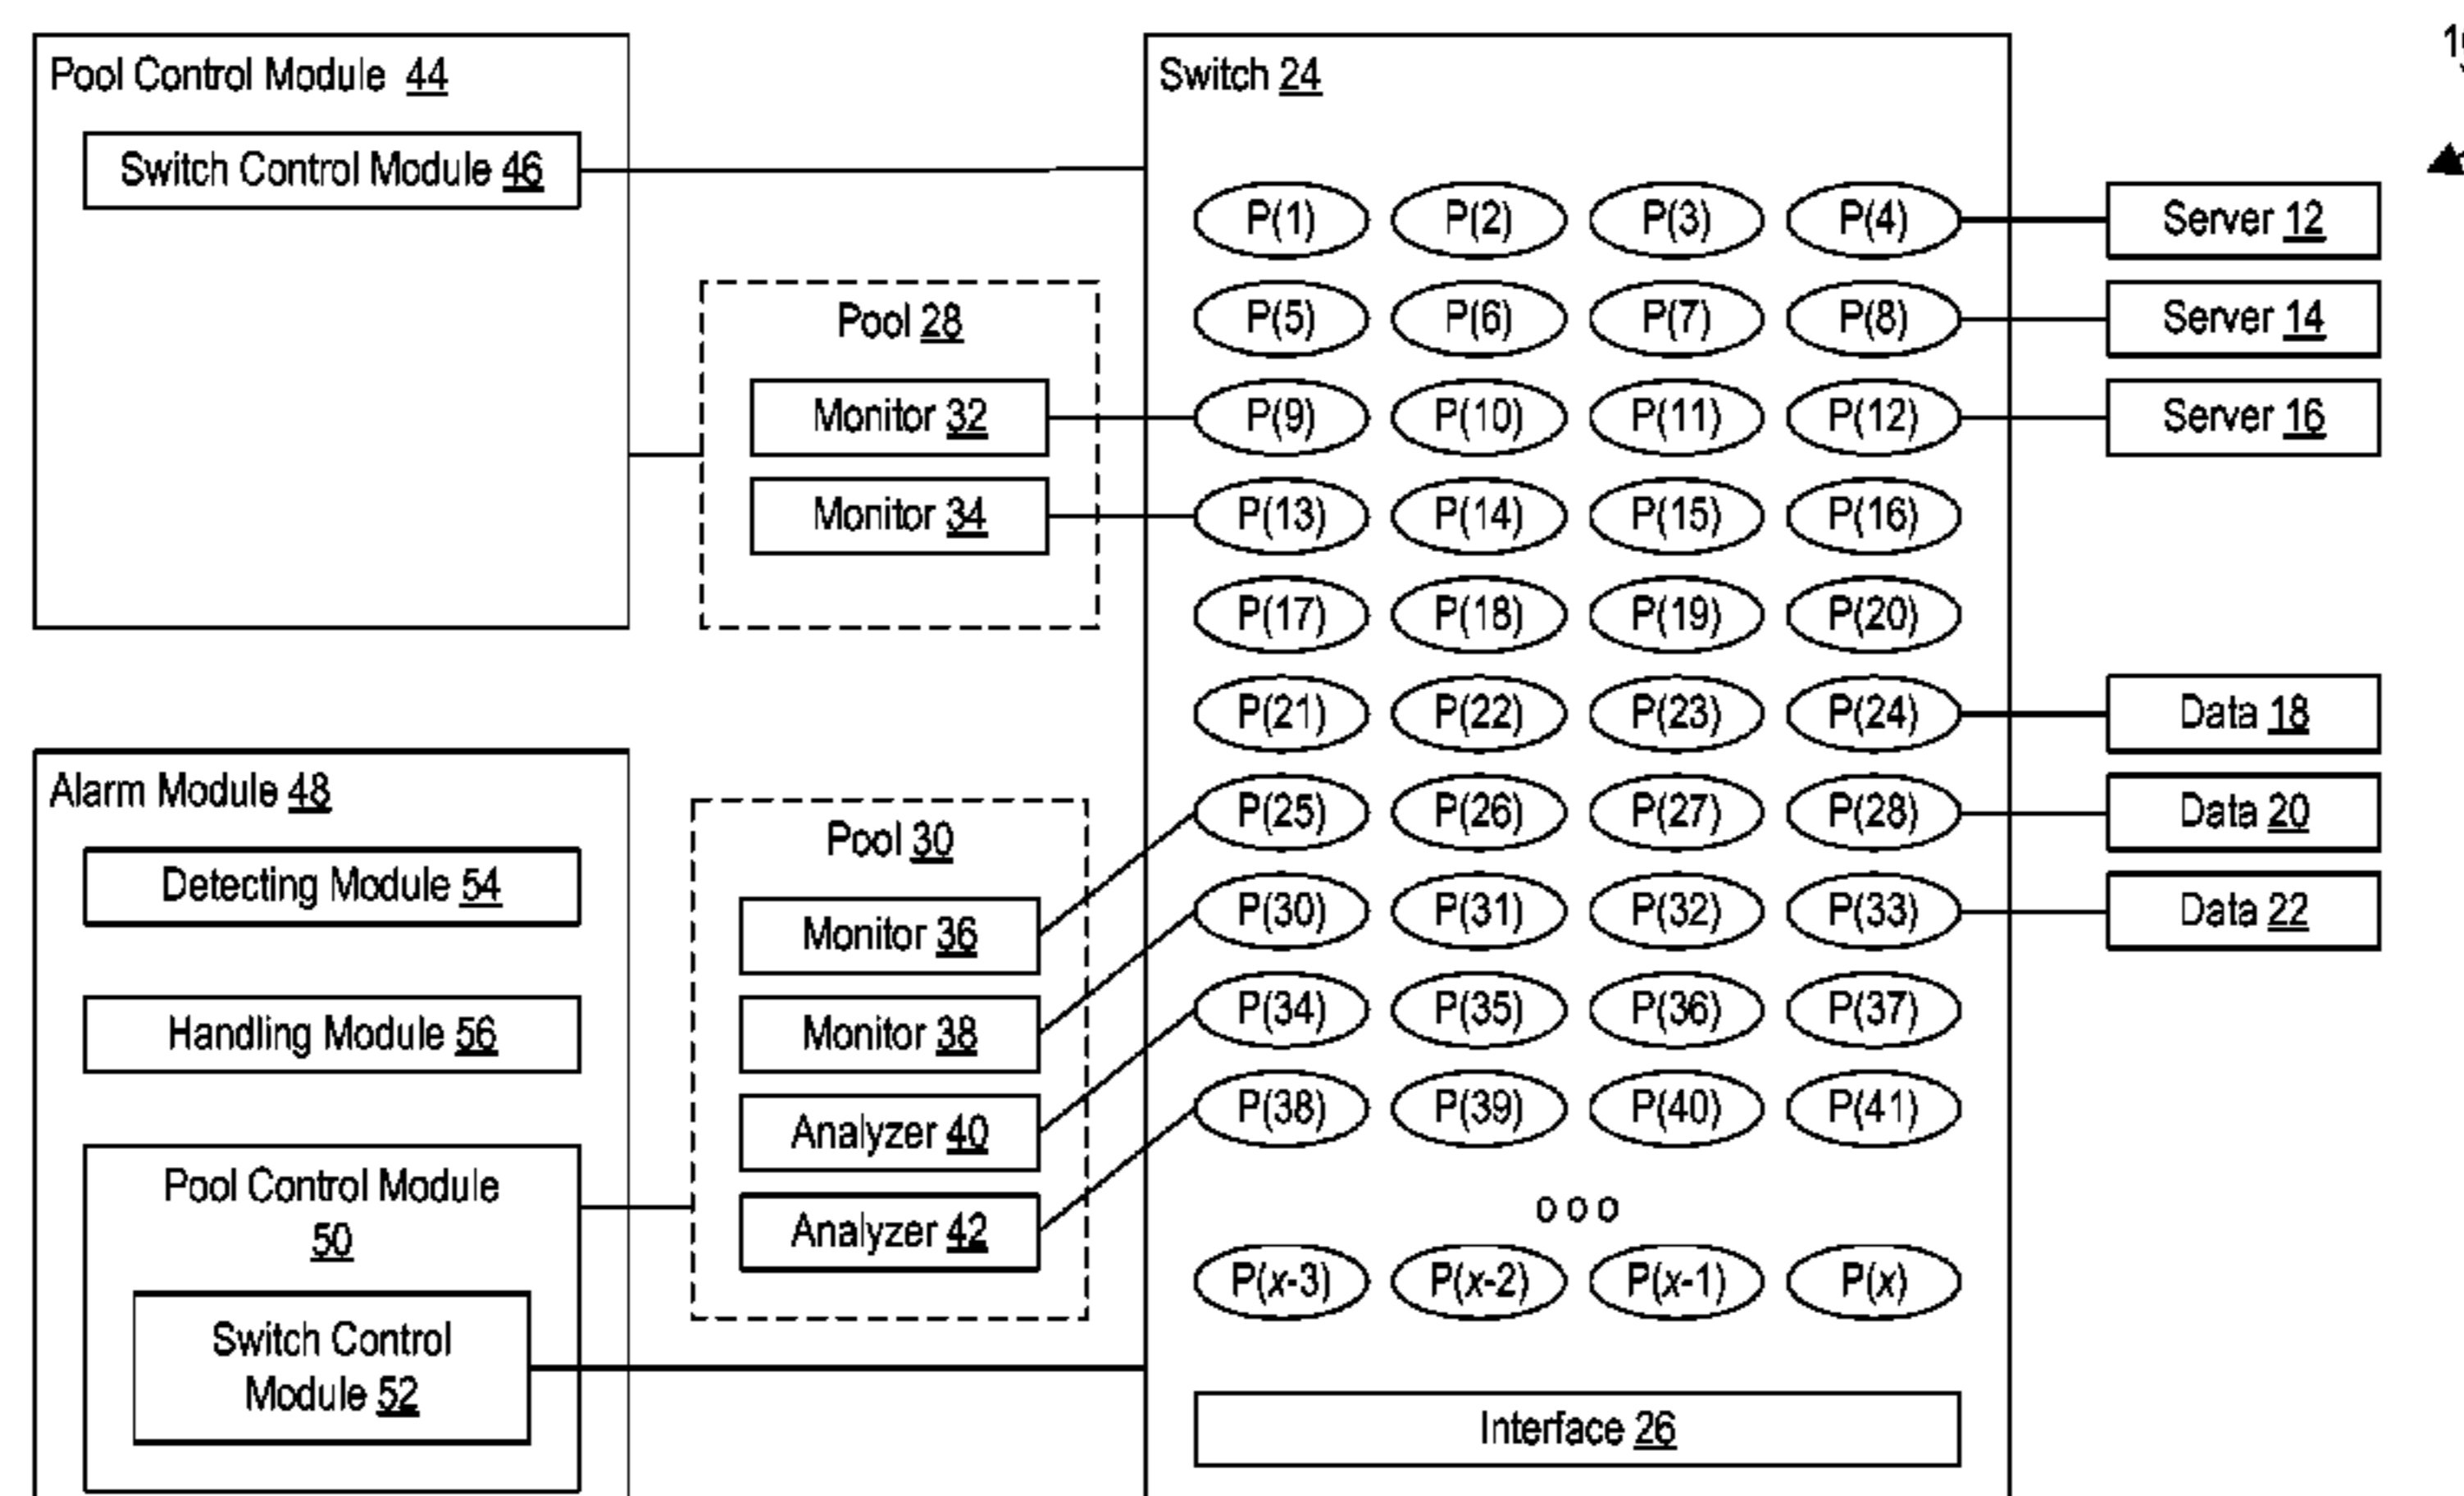 Pool Control Module 44
Switch Control Module 46
Pool 28
Monitor 32
Monitor 34
Alarm Module 48
Detecting Module 54
Handling Module 56
Pool Control Module
50
Switch Control
Module 52
Pool 30
Monitor 36
Monitor 38
Analyzer 40
Analyzer 42
Switch 24
P(1) P(2) P(3) P(4)
P(5) P(6) P(7) P(8)
P(9) P(10) P(11) P(12)
P(13) P(14) P(15) P(16)
P(17) P(18) P(19) P(20)
P(21) P(22) P(23) P(24)
P(25) P(26) P(27) P(28)
P(30) P(31) P(32) P(33)
P(34) P(35) P(36) P(37)
P(38) P(39) P(40) P(41)
o o o
P(x-3) P(x-2) P(x-1) P(x)
Interface 26
Server 12
Server 14
Server 16
Data 18
Data 20
Data 22